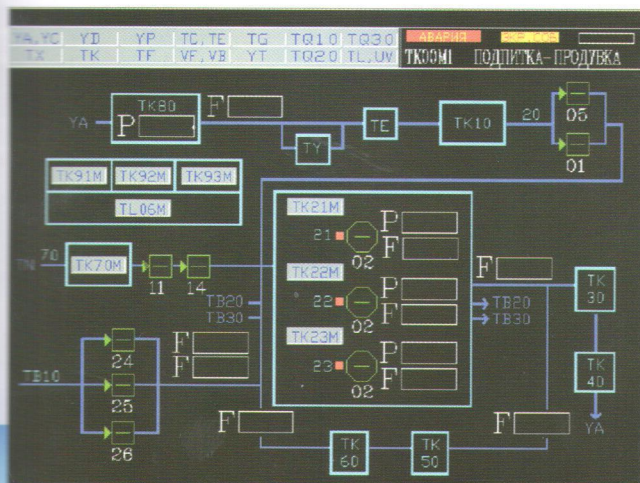 YA,YC YD YP TC,TE TG TQ10 TQ30
TX TK TF VF,VB YT TQ20 TL,UV
АВАРИЯ ЭКР.СОБ
TK00M1 ПОДПИТКА-ПРОДУВКА
TK80 F
YA P
TY TE TK10 20 05
01
TK91M TK92M TK93M
TL06M
TK21M
21 02 P
F
70
TK70M
11 14
TK22M
22 02 P
F
F
TK
30
TB20 TB20
TB30 TB30
TK23M
23 02 P
F
24 F
F
TB10
25
26
TK
40
YA
F F
TK
60
TK
50